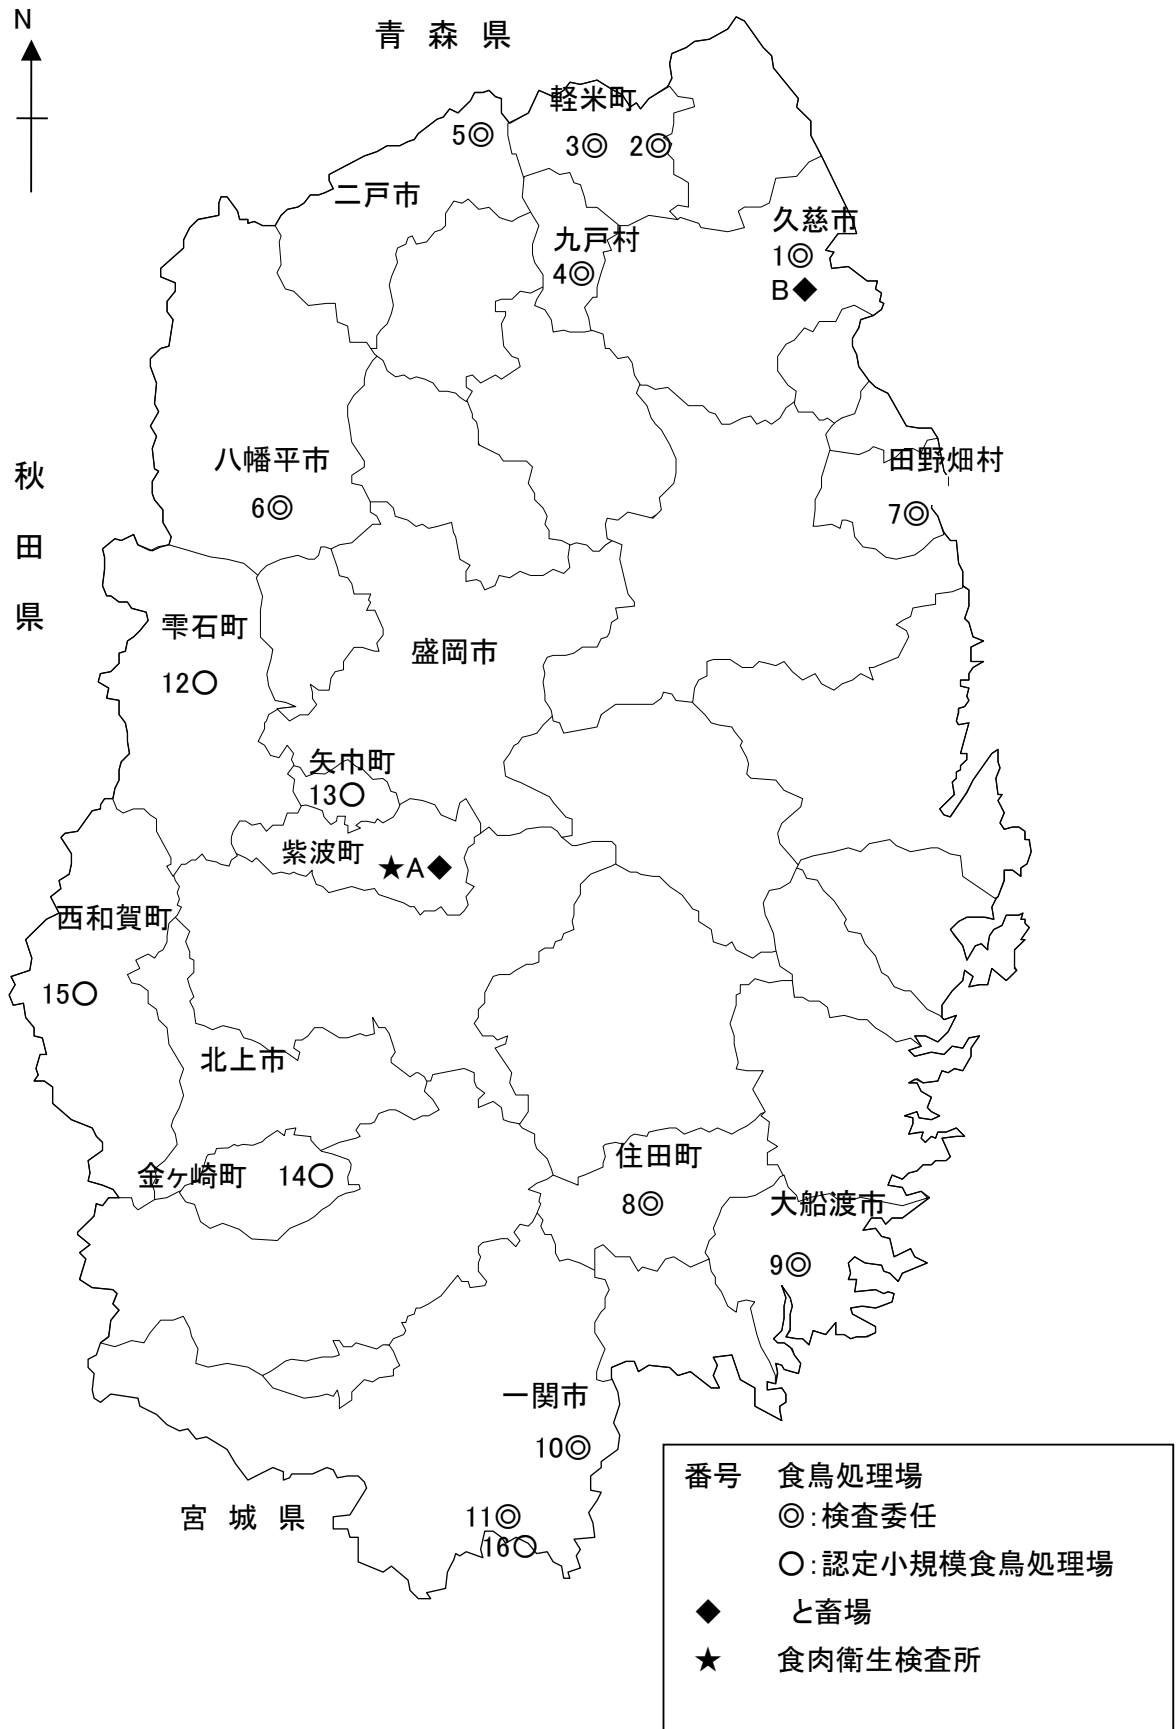 N
青 森 県
軽米町
5◎
3◎ 2◎
二戸市
久慈市
九戸村
1◎
4◎
B◆
八幡平市
田野畑村
秋田県
6◎
7◎
雫石町
盛岡市
12○
矢巾町
13○
紫波町
★A◆
西和賀町
15○
北上市
住田町
金ヶ崎町 14○
8◎
大船渡市
9◎
一関市
10◎
宮 城 県
11◎
16○
番号 食鳥処理場
◎:検査委任
○:認定小規模食鳥処理場
◆ と畜場
★ 食肉衛生検査所